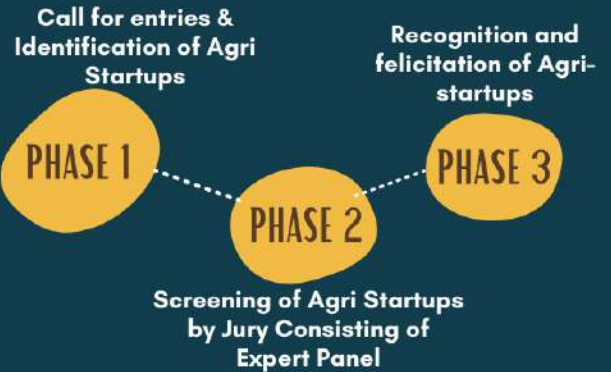 Call for entries &
Identification of Agri
Startups
PHASE 1
PHASE 2
Screening of Agri Startups
by Jury Consisting of
Expert Panel
Recognition and
felicitation of Agri-
startups
PHASE 3